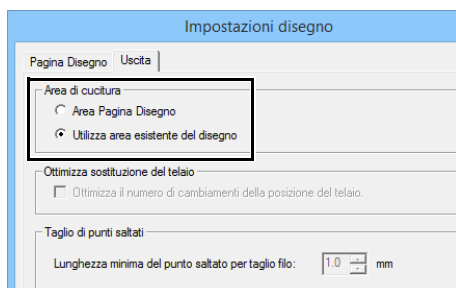 Impostazioni disegno
Pagina Disegno Uscita
Area di cucitura
Area Pagina Disegno
Utilizza area esistente del disegno
Ottimizza sostituzione del telaio
Ottimizza il numero di cambiamenti della posizione del telaio.
Taglio di punti saltati
Lunghezza minima del punto saltato per taglio filo: 1.0 mm